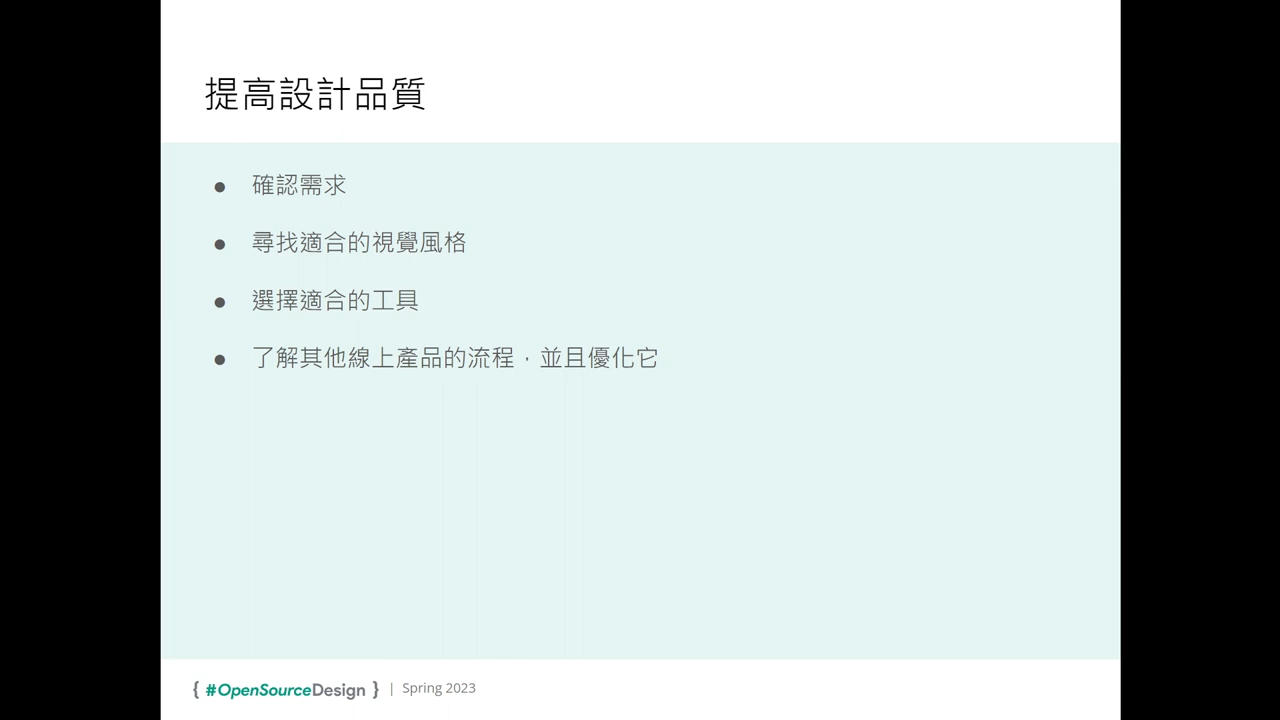 提高設計品質
● 確認需求
● 尋找適合的視覺風格
● 選擇適合的工具
● 了解其他線上產品的流程，並且優化它
{ #OpenSourceDesign } | Spring 2023